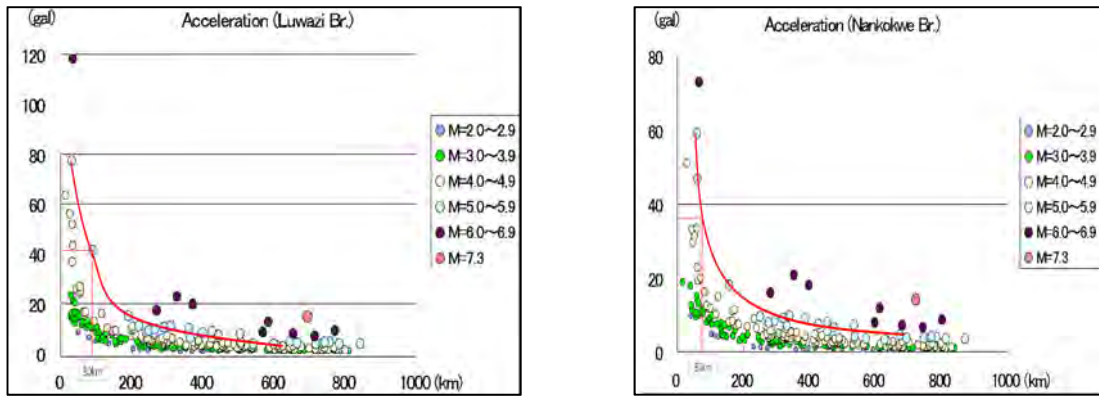 (gal)
Acceleration (Luwazi Br.)
120
100
80
60
40
20
0
M=2.0～2.9
M=3.0～3.9
M=4.0～4.9
M=5.0～5.9
M=6.0～6.9
M=7.3
0 200 400 600 800 1000 (km)
(gal)
Acceleration (Nankokwe Br.)
80
60
40
20
0
M=2.0～2.9
M=3.0～3.9
M=4.0～4.9
M=5.0～5.9
M=6.0～6.9
M=7.3
0 200 400 600 800 1000 (km)